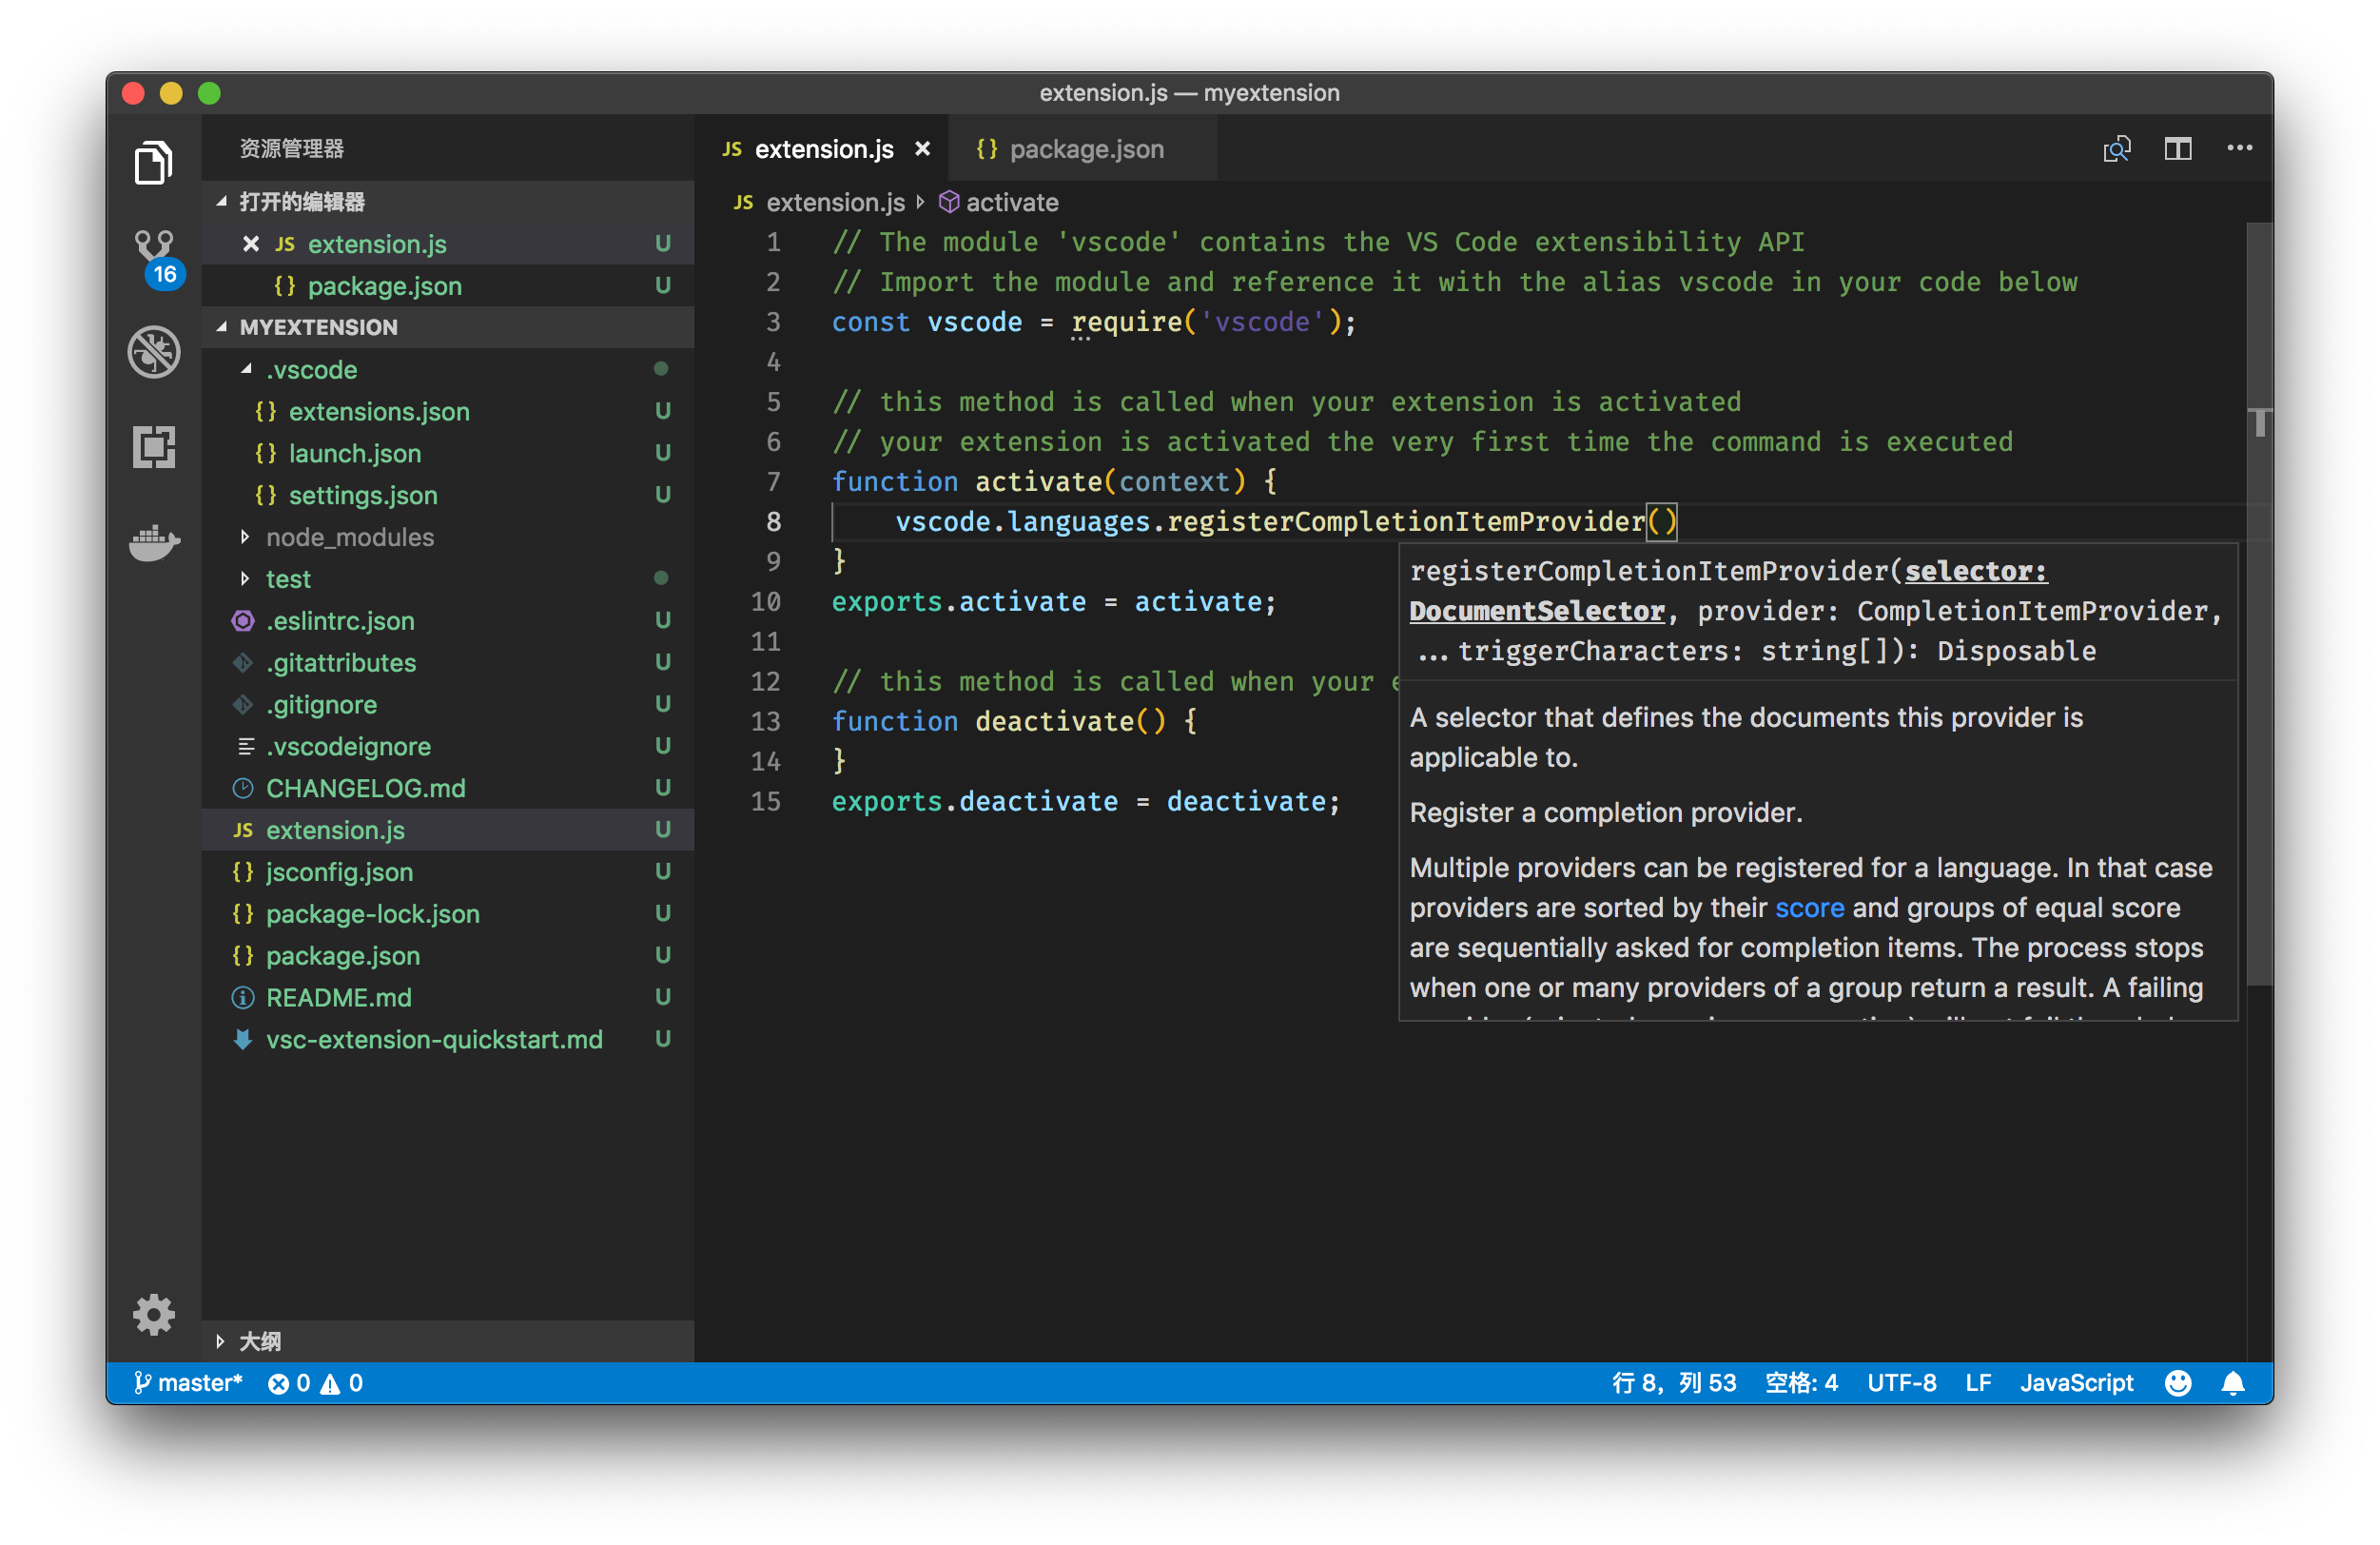 extension.js — myextension
资源管理器
打开的编辑器
JS extension.js U
{} package.json U
MYEXTENSION
.vscode
{} extensions.json U
{} launch.json U
{} settings.json U
node_modules
test
.eslintrc.json U
.gitattributes U
.gitignore U
.vscodeignore U
CHANGELOG.md U
JS extension.js U
{} jsconfig.json U
{} package-lock.json U
{} package.json U
README.md U
vsc-extension-quickstart.md U
大纲
16
JS extension.js
{} package.json
JS extension.js activate
1 // The module 'vscode' contains the VS Code extensibility API
2 // Import the module and reference it with the alias vscode in your code below
3 const vscode = require('vscode');
4
5 // this method is called when your extension is activated
6 // your extension is activated the very first time the command is executed
7 function activate(context) {
8 vscode.languages.registerCompletionItemProvider()
9 }
10 exports.activate = activate;
11
12 // this method is called when your
13 function deactivate() {
14 }
15 exports.deactivate = deactivate;
registerCompletionItemProvider(selector:
DocumentSelector, provider: CompletionItemProvider,
...triggerCharacters: string[]): Disposable
A selector that defines the documents this provider is
applicable to.
Register a completion provider.
Multiple providers can be registered for a language. In that case
providers are sorted by their score and groups of equal score
are sequentially asked for completion items. The process stops
when one or many providers of a group return a result. A failing
master* 0 0
行 8，列 53 空格: 4 UTF-8 LF JavaScript